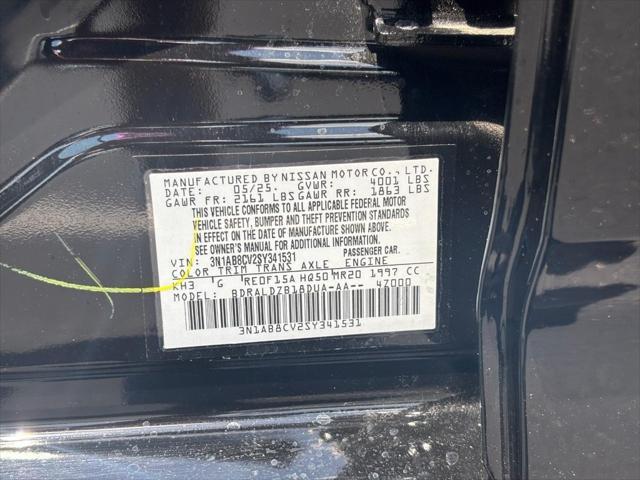 MANUFACTURED BY NISSAN MOTOR CO., LTD.
DATE: 05/25. GVWR: 4001 LBS
GAWR FR: 2161 LBS GAWR RR: 1863 LBS
THIS VEHICLE CONFORMS TO ALL APPLICABLE FEDERAL MOTOR
VEHICLE SAFETY, BUMPER AND THEFT PREVENTION STANDARDS
IN EFFECT ON THE DATE OF MANUFACTURE SHOWN ABOVE.
SEE OWNER'S MANUAL FOR ADDITIONAL INFORMATION.
VIN: 3N1AB8CV2SY341531 PASSENGER CAR.
COLOR TRIM TRANS AXLE ENGINE
KH3 G RE0F15A HQ50 MR20 1997 CC
MODEL: BDRALDZB18DUA-AA-- 47000
3N1AB8CV2SY341531